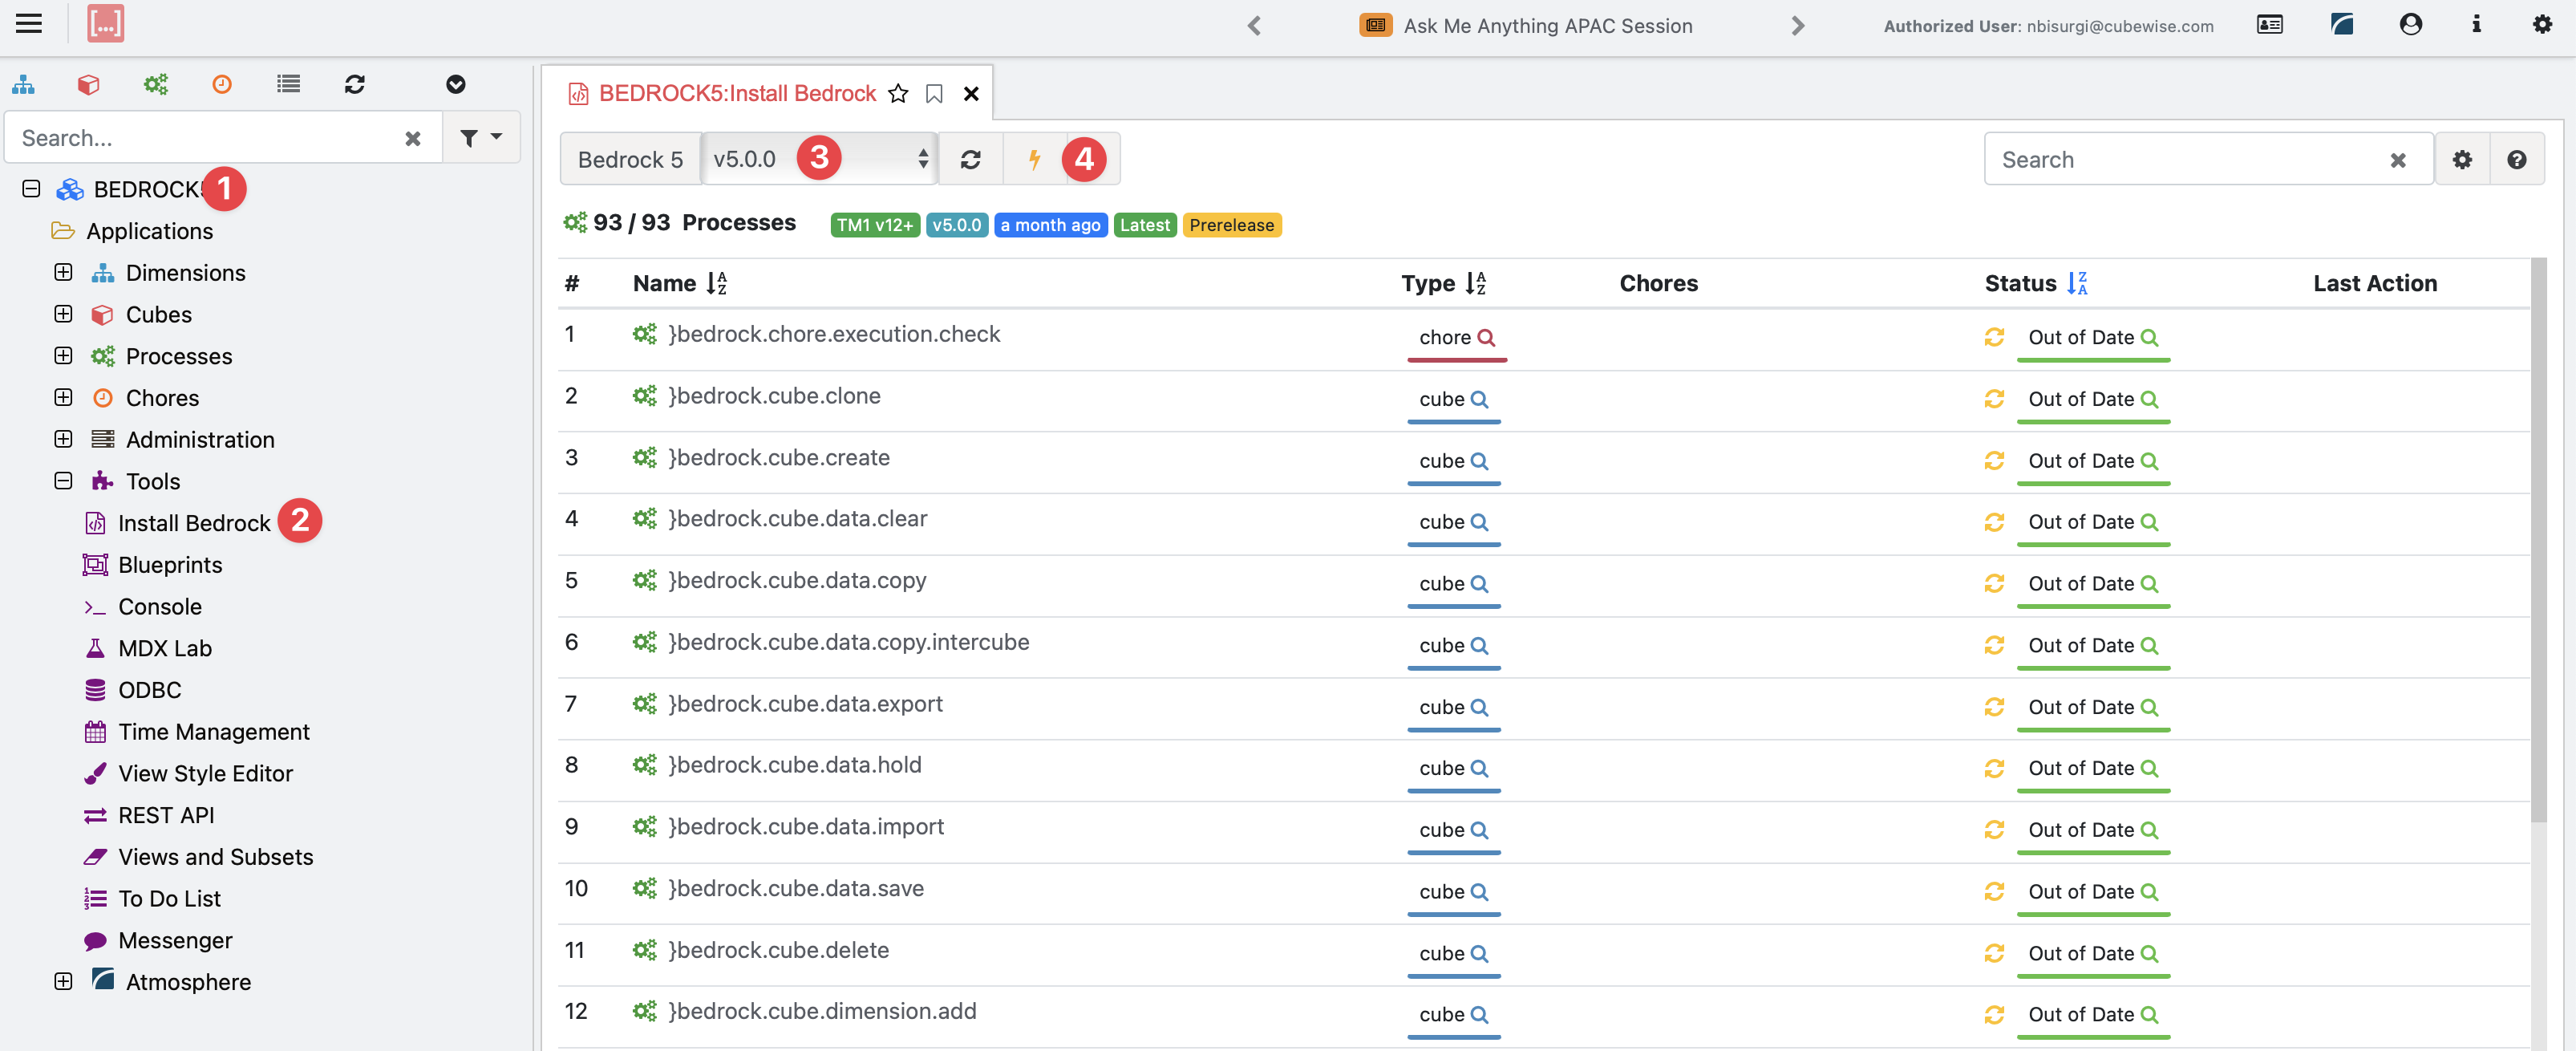 [...]
Ask Me Anything APAC Session
Authorized User: nbisurgi@cubewise.com
Search...
BEDROCK5 1
Applications
Dimensions
Cubes
Processes
Chores
Administration
Tools
Install Bedrock 2
Blueprints
Console
MDX Lab
ODBC
Time Management
View Style Editor
REST API
Views and Subsets
To Do List
Messenger
Atmosphere
BEDROCK5:Install Bedrock
Bedrock 5 v5.0.0 3 4 Search
93 / 93 Processes TM1 v12+ v5.0.0 a month ago Latest Prerelease
# Name Type Chores Status Last Action
1 }bedrock.chore.execution.check chore Out of Date
2 }bedrock.cube.clone cube Out of Date
3 }bedrock.cube.create cube Out of Date
4 }bedrock.cube.data.clear cube Out of Date
5 }bedrock.cube.data.copy cube Out of Date
6 }bedrock.cube.data.copy.intercube cube Out of Date
7 }bedrock.cube.data.export cube Out of Date
8 }bedrock.cube.data.hold cube Out of Date
9 }bedrock.cube.data.import cube Out of Date
10 }bedrock.cube.data.save cube Out of Date
11 }bedrock.cube.delete cube Out of Date
12 }bedrock.cube.dimension.add cube Out of Date